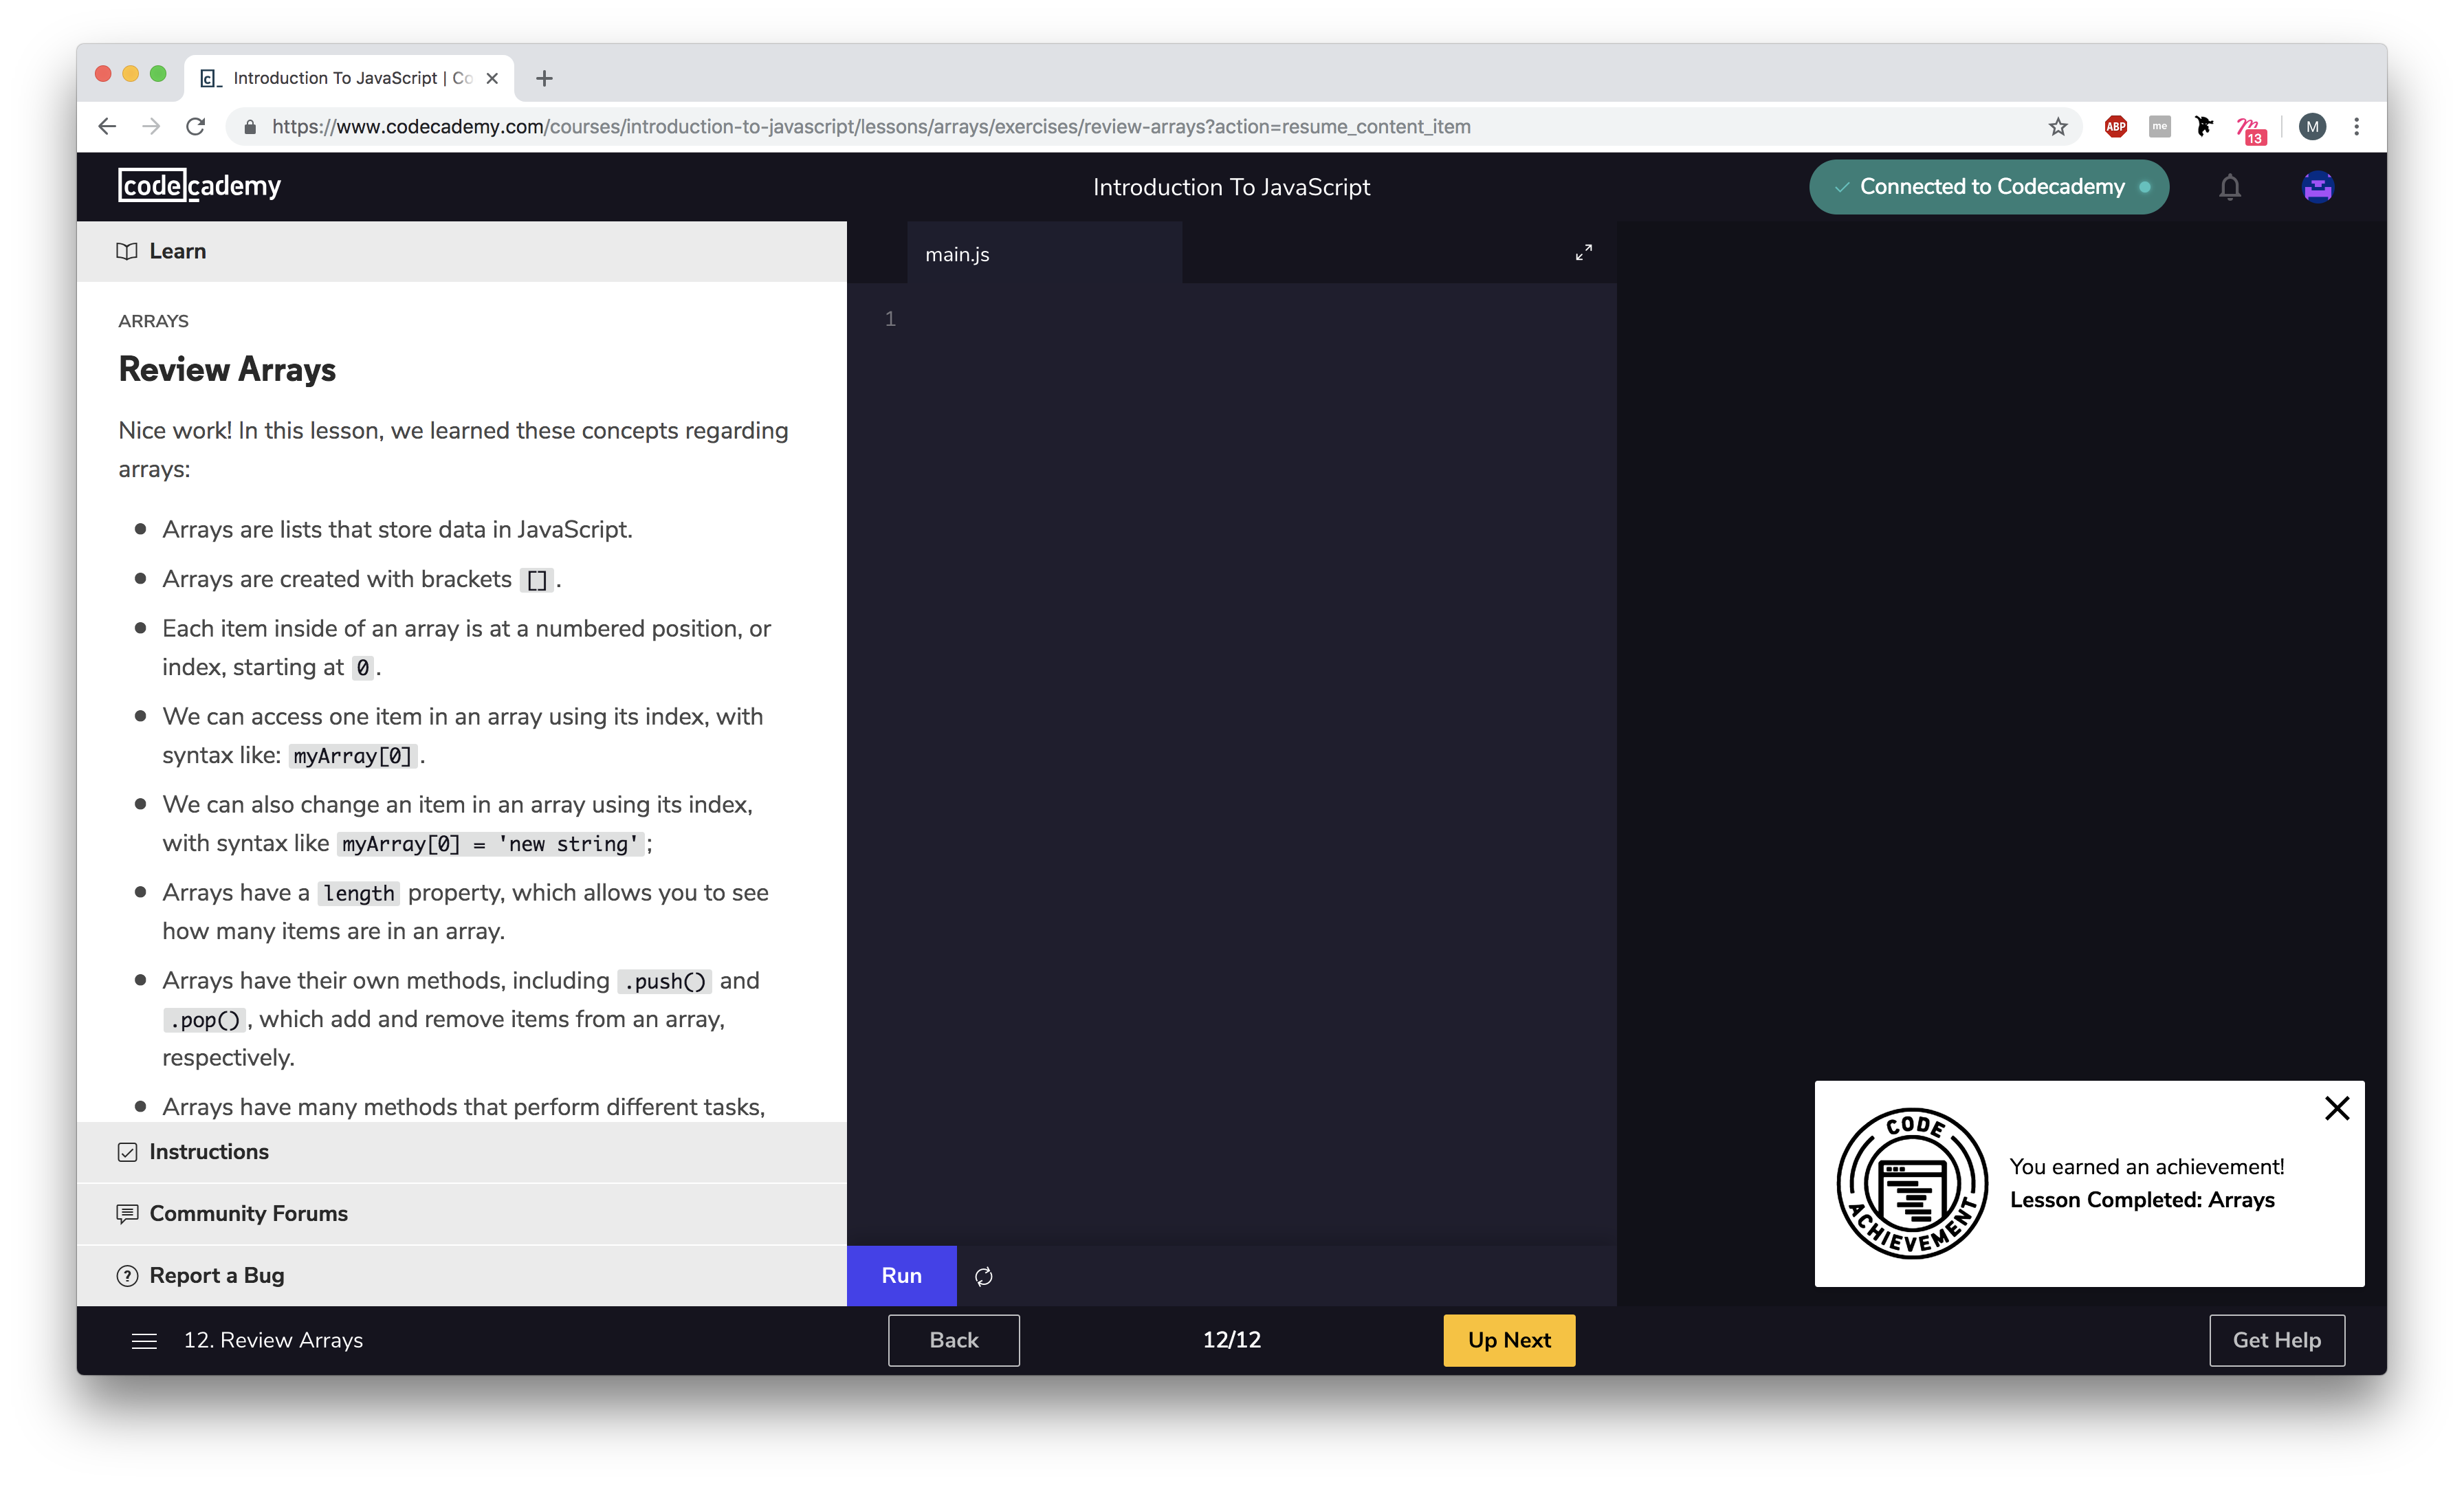 Introduction To JavaScript | Co
https://www.codecademy.com/courses/introduction-to-javascript/lessons/arrays/exercises/review-arrays?action=resume_content_item
ABP
me
13
M
codecademy
Introduction To JavaScript
Connected to Codecademy
Learn
main.js
1
ARRAYS
Review Arrays
Nice work! In this lesson, we learned these concepts regarding
arrays:
Arrays are lists that store data in JavaScript.
Arrays are created with brackets [].
Each item inside of an array is at a numbered position, or
index, starting at 0.
We can access one item in an array using its index, with
syntax like: myArray[0].
We can also change an item in an array using its index,
with syntax like myArray[0] = 'new string';
Arrays have a length property, which allows you to see
how many items are in an array.
Arrays have their own methods, including .push() and
.pop(), which add and remove items from an array,
respectively.
Arrays have many methods that perform different tasks,
Instructions
Community Forums
Report a Bug
Run
CODE
ACHIEVEMENT
You earned an achievement!
Lesson Completed: Arrays
12. Review Arrays
Back
12/12
Up Next
Get Help